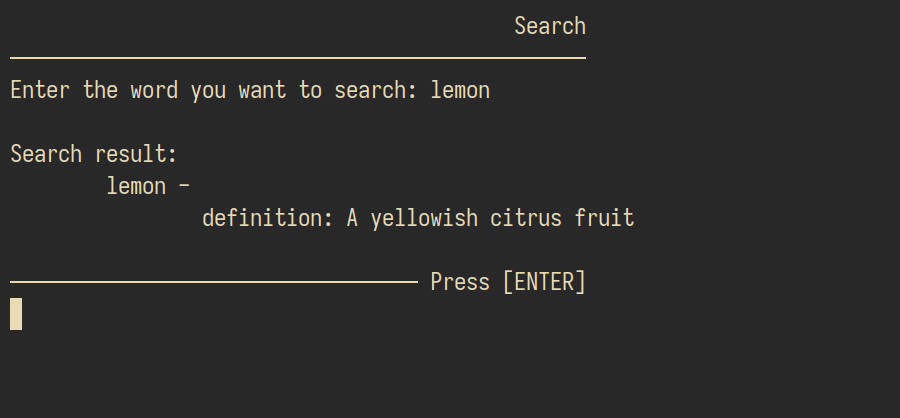 Search
Enter the word you want to search: lemon
Search result:
lemon -
definition: A yellowish citrus fruit
Press [ENTER]